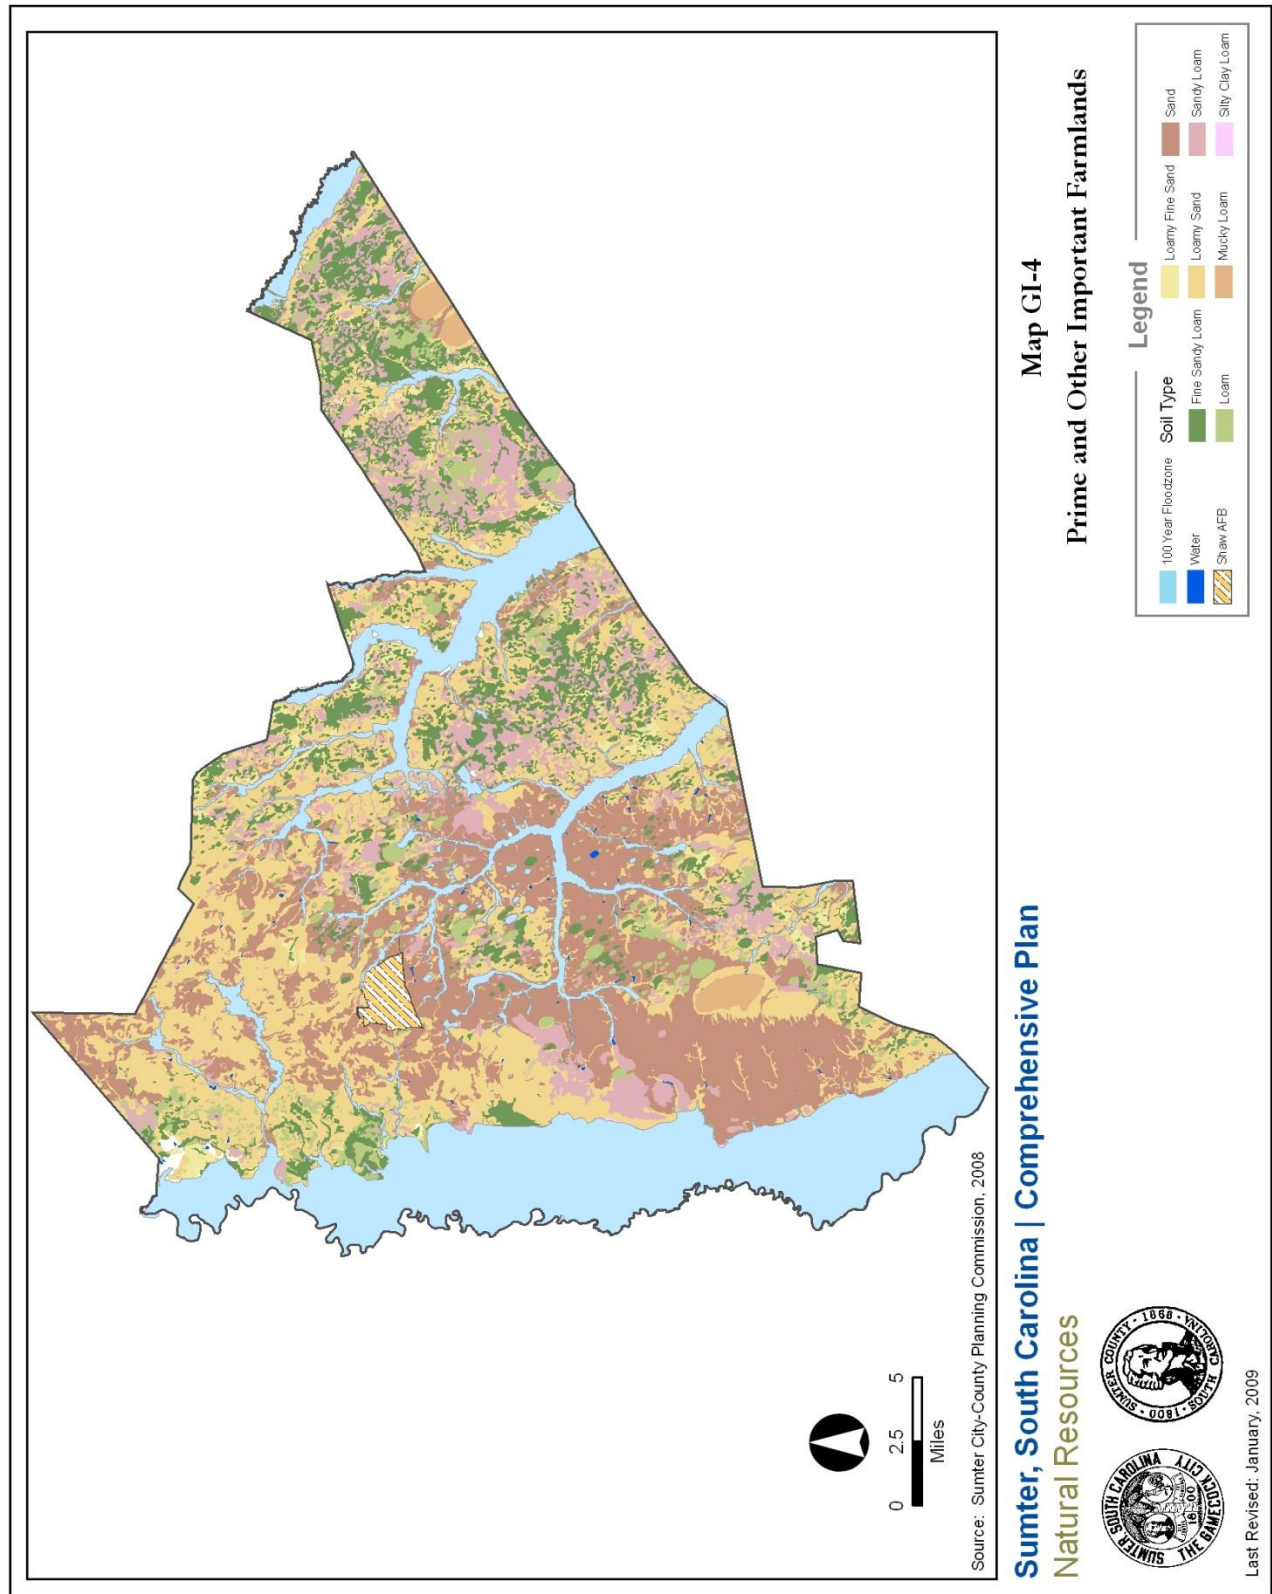 0 2.5 5
Miles
Source: Sumter City-County Planning Commission, 2008
Sumter, South Carolina | Comprehensive Plan
Natural Resources
Map GI-4
Prime and Other Important Farmlands
Legend
100 Year Floodzone
Water
Shaw AFB
Soil Type
Fine Sandy Loam
Loam
Loamy Fine Sand
Loamy Sand
Mucky Loam
Sand
Sandy Loam
Silty Clay Loam
SUMTER SOUTH CAROLINA
THE GAMECOCK CITY
SUMTER COUNTY · 1868 ·
· 1800 · SOUTH CAROLINA
Last Revised: January, 2009